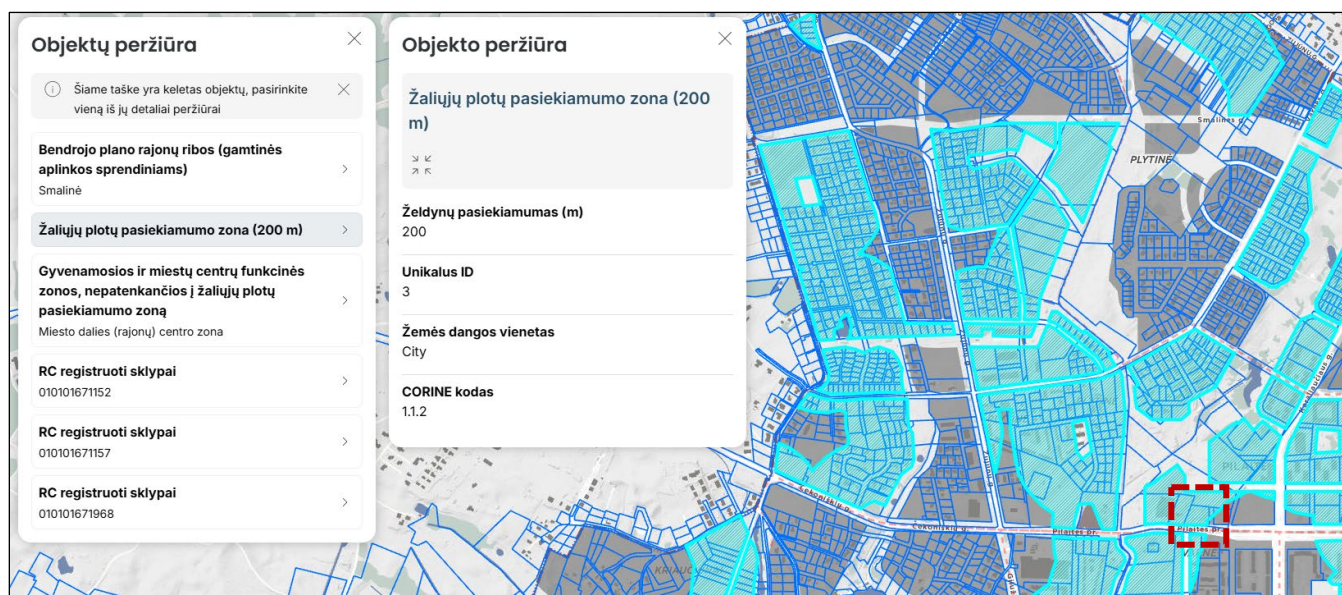 Objektų peržiūra
Šiame taške yra keletas objektų, pasirinkite
vieną iš jų detaliai peržiūrai
Bendrojo plano rajonų ribos (gamtinės
aplinkos sprendiniams)
Smalinė
Žaliųjų plotų pasiekiamumo zona (200 m)
Gyvenamosios ir miestų centrų funkcinės
zonos, nepatenkančios į žaliųjų plotų
pasiekiamumo zoną
Miesto dalies (rajonų) centro zona
RC registruoti sklypai
010101671152
RC registruoti sklypai
010101671157
RC registruoti sklypai
010101671968
Objekto peržiūra
Žaliųjų plotų pasiekiamumo zona (200
m)
Želdynų pasiekiamumas (m)
200
Unikalus ID
3
Žemės dangos vienetas
City
CORINE kodas
1.1.2
Smalinės g.
PLYTINĖ
Čekoniškių g.
Čekoniškių g.
Pilaitės pr.
Pilaitės pr.